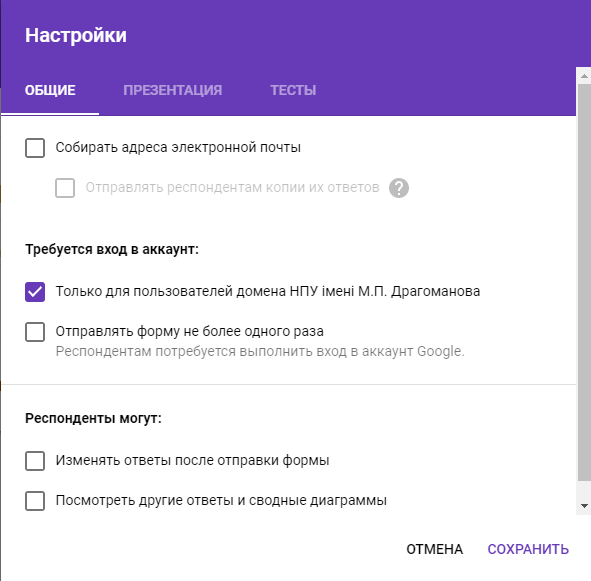 Настройки
ОБЩИЕ ПРЕЗЕНТАЦИЯ ТЕСТЫ
Собирать адреса электронной почты
Отправлять респондентам копии их ответов ?
Требуется вход в аккаунт:
Только для пользователей домена НПУ імені М.П. Драгоманова
Отправлять форму не более одного раза
Респондентам потребуется выполнить вход в аккаунт Google.
Респонденты могут:
Изменять ответы после отправки формы
Посмотреть другие ответы и сводные диаграммы
ОТМЕНА СОХРАНИТЬ